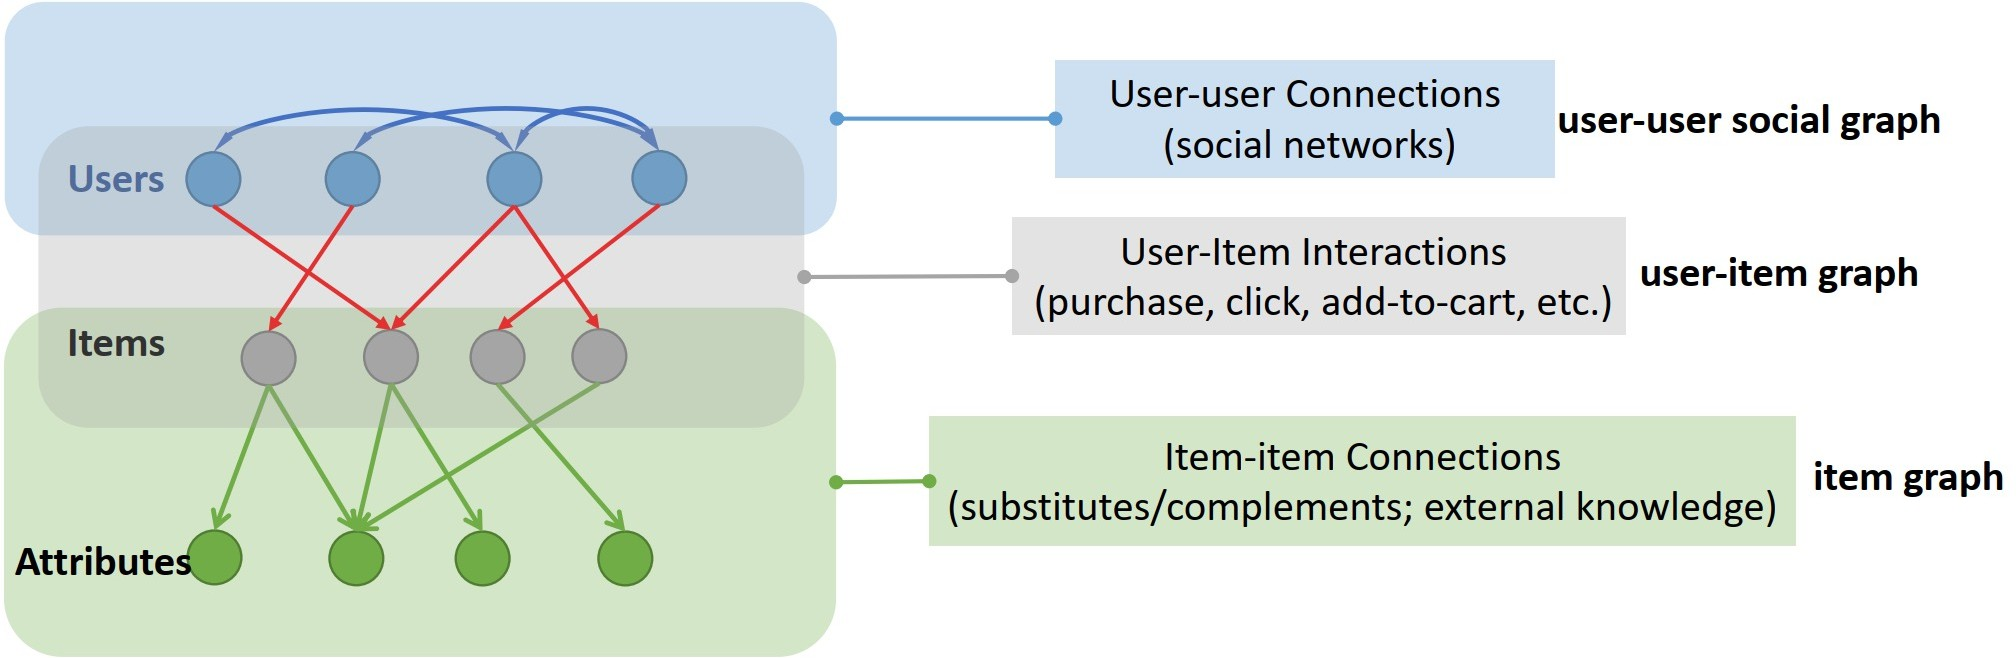 User-user Connections
(social networks)
user-user social graph
Users
User-Item Interactions
(purchase, click, add-to-cart, etc.)
user-item graph
Items
Item-item Connections
(substitutes/complements; external knowledge)
item graph
Attributes